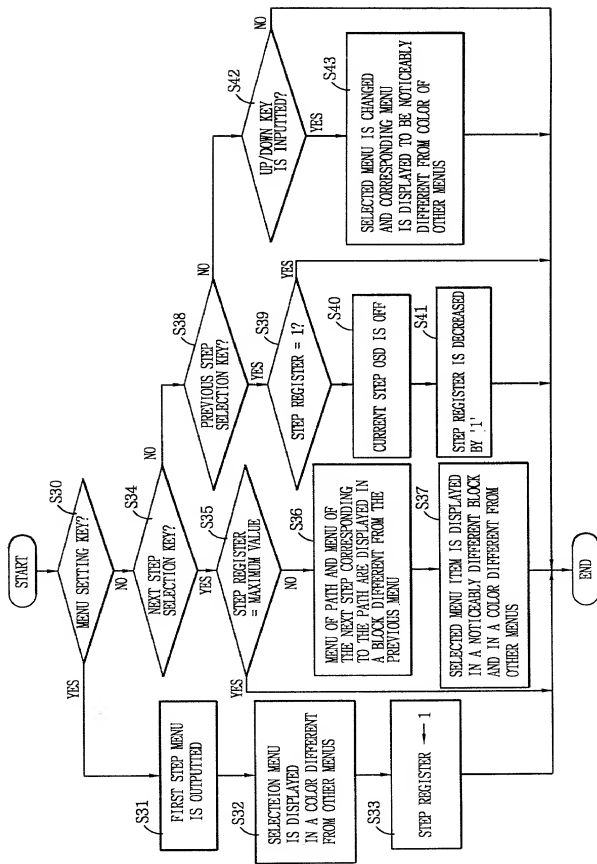 START
S30
MENU SETTING KEY?
YES
NO
S31
FIRST STEP MENU
IS OUTPUTTED
S32
SELECTEION MENU
IS DISPLAYED
IN A COLOR DIFFERENT
FROM OTHER MENUS
S33
STEP REGISTER ← 1
S34
NEXT STEP
SELECTION KEY?
NO
YES
S35
STEP REGISTER
= MAXIMUM VALUE
YES
NO
S36
MENU OF PATH AND MENU OF
THE NEXT STEP CORRESPONDING
TO THE PATH ARE DISPLAYED IN
A BLOCK DIFFERENT FROM THE
PREVIOUS MENU
S37
SELECTED MENU ITEM IS DISPLAYED
IN A NOTICEABLY DIFFERENT BLOCK
AND IN A COLOR DIFFERENT FROM
OTHER MENUS
S38
PREVIOUS STEP
SELECTION KEY?
NO
YES
S39
STEP REGISTER = 1?
YES
S40
CURRENT STEP OSD IS OFF
S41
STEP REGISTER IS DECREASED
BY '1'
S42
UP/DOWN KEY
IS INPUTTED?
NO
YES
S43
SELECTED MENU IS CHANGED
AND CORRESPONDING MENU
IS DISPLAYED TO BE NOTICEABLY
DIFFERENT FROM COLOR OF
OTHER MENUS
END